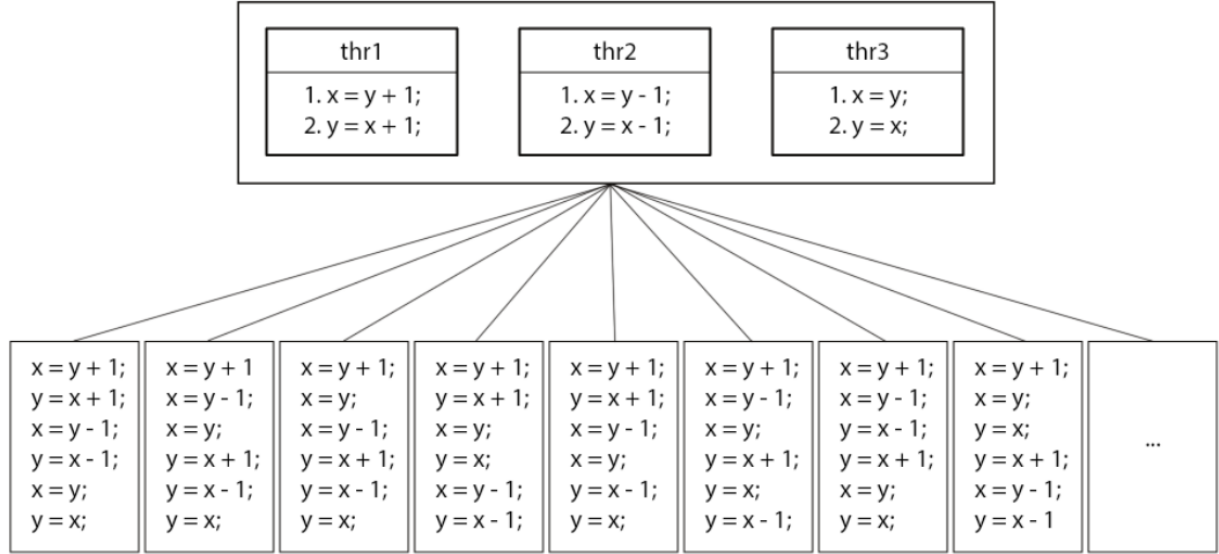 thr1
1. x = y + 1;
2. y = x + 1;
thr2
1. x = y - 1;
2. y = x - 1;
thr3
1. x = y;
2. y = x;
x = y + 1;
y = x + 1;
x = y - 1;
y = x - 1;
x = y;
y = x;
x = y + 1
x = y - 1;
x = y;
y = x + 1;
y = x - 1;
y = x;
x = y + 1;
x = y;
x = y - 1;
y = x + 1;
y = x - 1;
y = x;
x = y + 1;
y = x + 1;
x = y;
y = x;
x = y - 1;
y = x - 1;
x = y + 1;
y = x + 1;
x = y - 1;
x = y;
y = x - 1;
y = x;
x = y + 1;
x = y - 1;
x = y;
y = x + 1;
y = x;
y = x - 1;
x = y + 1;
x = y - 1;
y = x - 1;
y = x + 1;
x = y;
y = x;
x = y + 1;
x = y;
y = x;
y = x + 1;
x = y - 1;
y = x - 1
...